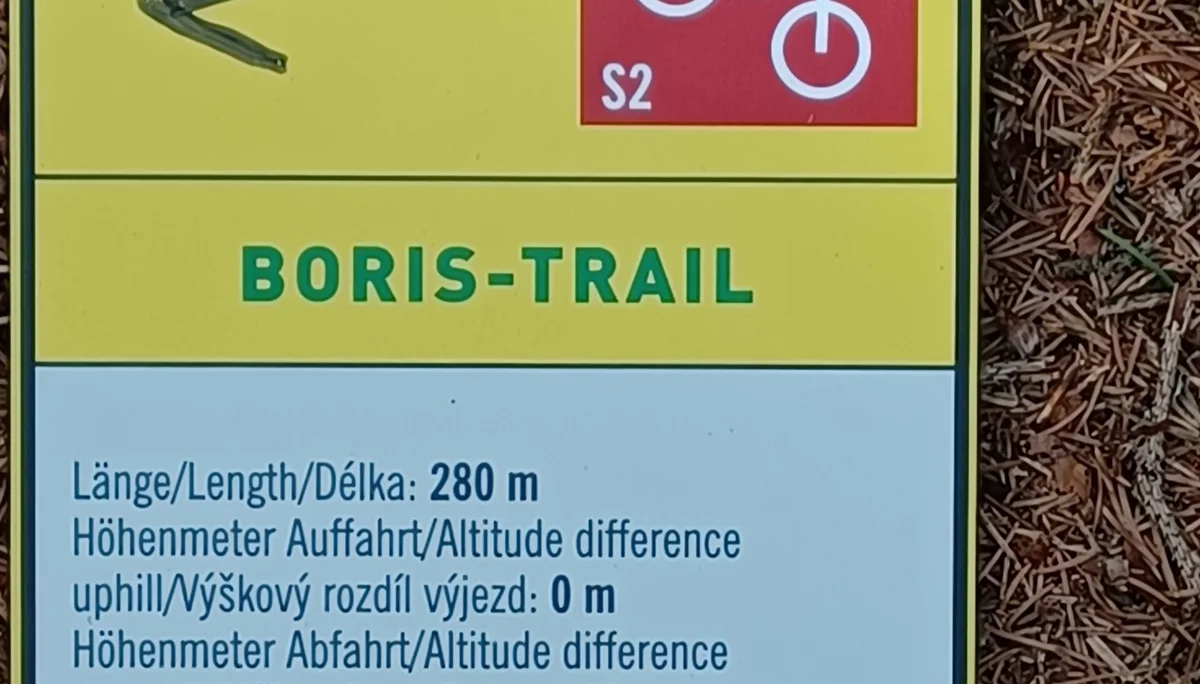 S2
BORIS-TRAIL
Länge/Length/Délka: 280 m
Höhenmeter Auffahrt/Altitude difference
uphill/Výškový rozdíl výjezd: 0 m
Höhenmeter Abfahrt/Altitude difference